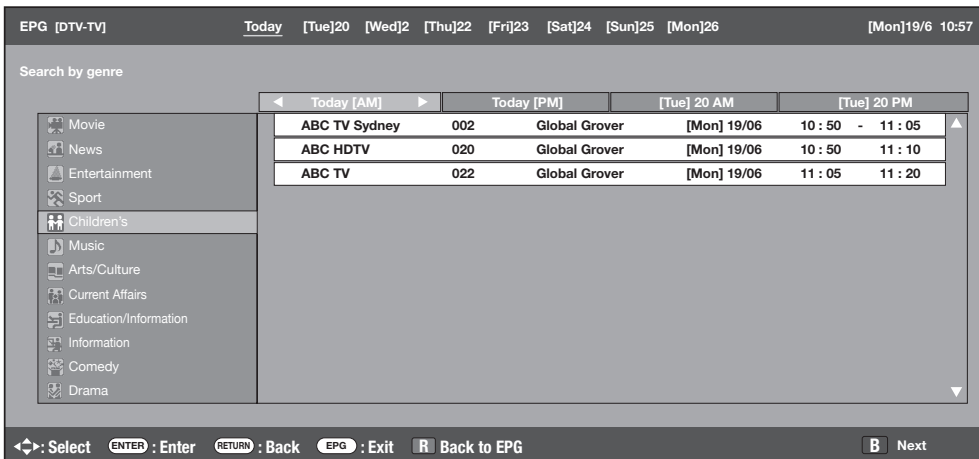 EPG [DTV-TV] Today [Tue]20 [Wed]2 [Thu]22 [Fri]23 [Sat]24 [Sun]25 [Mon]26 [Mon]19/6 10:57
Search by genre
Today [AM] Today [PM] [Tue] 20 AM [Tue] 20 PM
Movie
News
Entertainment
Sport
Children's
Music
Arts/Culture
Current Affairs
Education/Information
Information
Comedy
Drama
ABC TV Sydney 002 Global Grover [Mon] 19/06 10 : 50 - 11 : 05
ABC HDTV 020 Global Grover [Mon] 19/06 10 : 50 11 : 10
ABC TV 022 Global Grover [Mon] 19/06 11 : 05 11 : 20
: Select ENTER : Enter RETURN : Back EPG : Exit R Back to EPG B Next